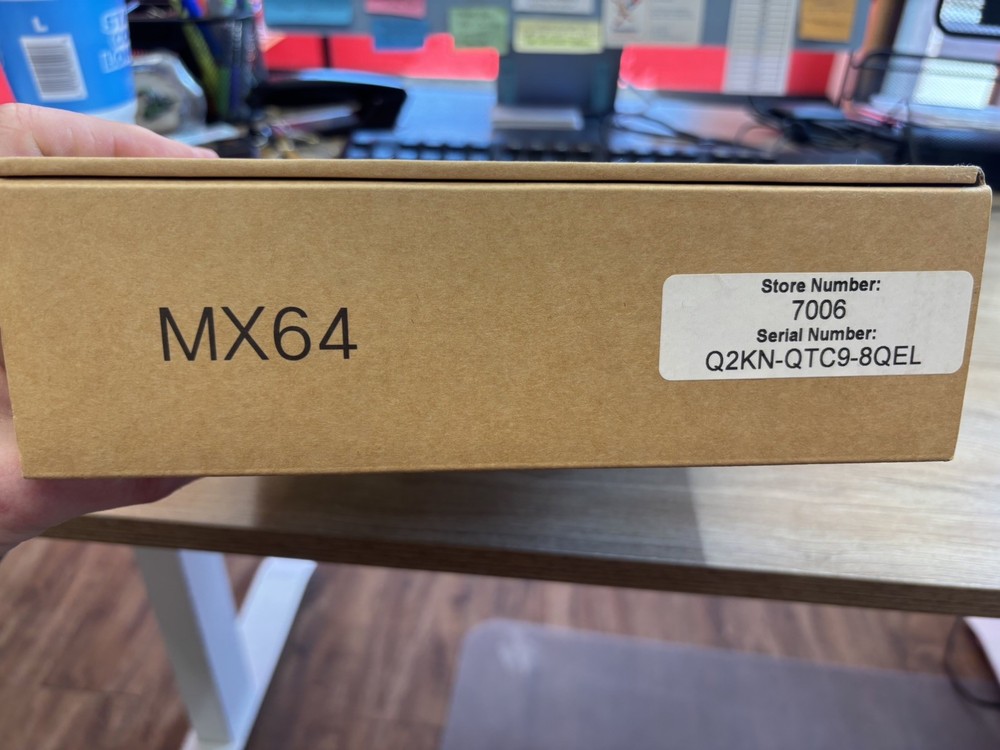 L
MX64
Store Number:
7006
Serial Number:
Q2KN-QTC9-8QEL